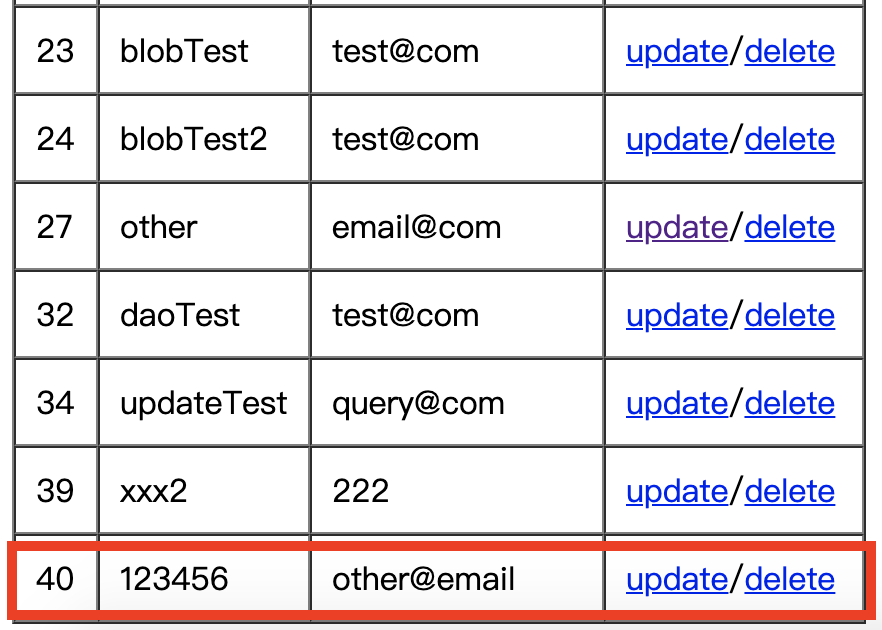 23 blobTest test@com update/delete
24 blobTest2 test@com update/delete
27 other email@com update/delete
32 daoTest test@com update/delete
34 updateTest query@com update/delete
39 xxx2 222 update/delete
40 123456 other@email update/delete